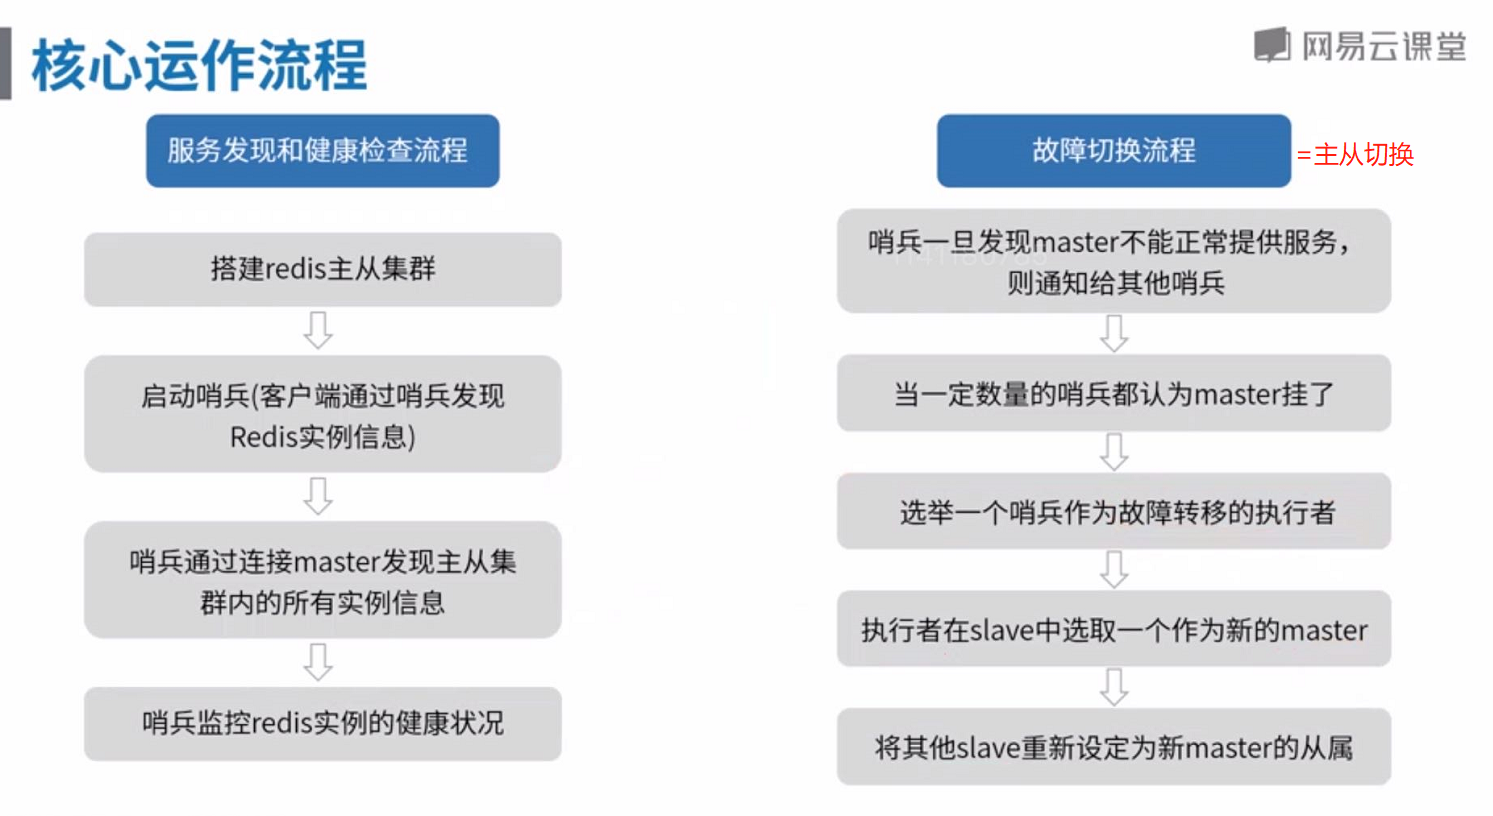 核心运作流程
网易云课堂
服务发现和健康检查流程
搭建redis主从集群
启动哨兵(客户端通过哨兵发现
Redis实例信息)
哨兵通过连接master发现主从集
群内的所有实例信息
哨兵监控redis实例的健康状况
故障切换流程
=主从切换
哨兵一旦发现master不能正常提供服务，
则通知给其他哨兵
当一定数量的哨兵都认为master挂了
选举一个哨兵作为故障转移的执行者
执行者在slave中选取一个作为新的master
将其他slave重新设定为新master的从属